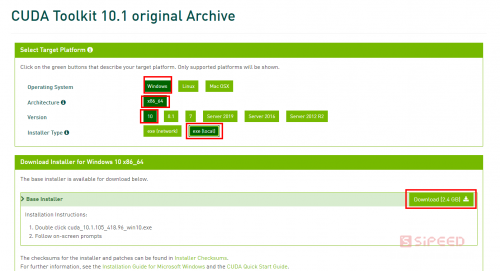 CUDA Toolkit 10.1 original Archive
Select Target Platform
Click on the green buttons that describe your target platform. Only supported platforms will be shown.
Operating System Windows Linux Mac OSX
Architecture x86_64
Version 10 8.1 7 Server 2019 Server 2016 Server 2012 R2
Installer Type exe (network) exe (local)
Download Installer for Windows 10 x86_64
The base installer is available for download below.
Base Installer Download (2.4 GB)
Installation Instructions:
1. Double click cuda_10.1.105_418.96_win10.exe
2. Follow on-screen prompts
SiPEED
The checksums for the installer and patches can be found in Installer Checksums.
For further information, see the Installation Guide for Microsoft Windows and the CUDA Quick Start Guide.